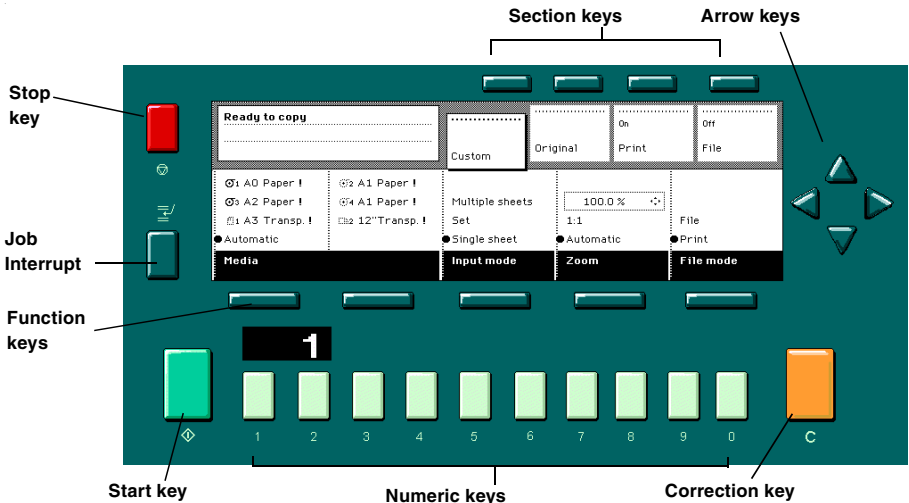 Section keys
Arrow keys
Stop
key
Ready to copy
Custom
Original
On
Print
Off
File
1 A0 Paper !
2 A1 Paper !
3 A2 Paper !
4 A1 Paper !
1 A3 Transp. !
2 12"Transp. !
Automatic
Multiple sheets
Set
Single sheet
100.0 %
1:1
Automatic
File
Print
Media
Input mode
Zoom
File mode
Job
Interrupt
Function
keys
1
1 2 3 4 5 6 7 8 9 0
C
Start key
Numeric keys
Correction key